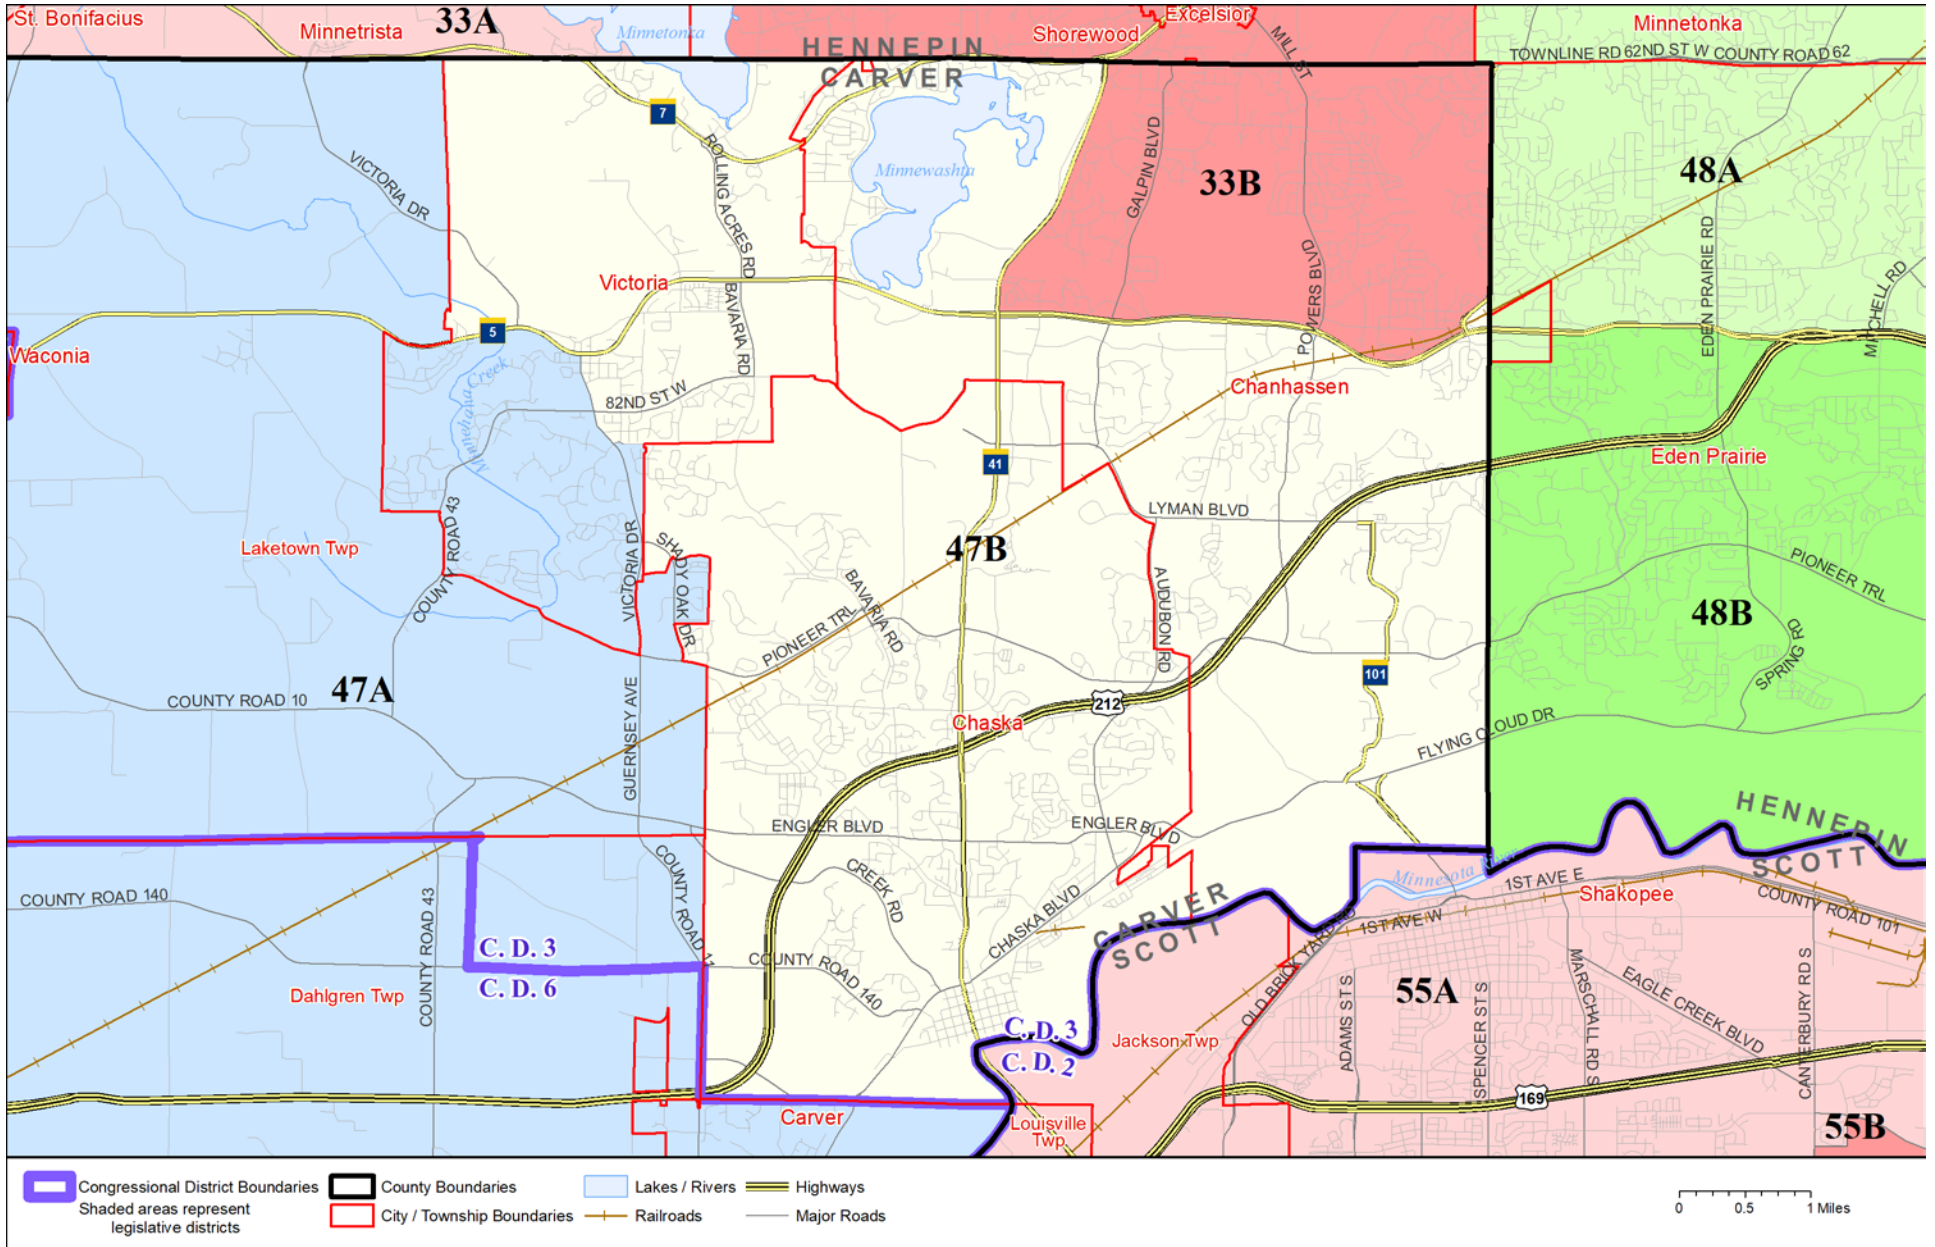 St. Bonifacius
Minnetrista
33A
Minnetonka
Shorewood
Excelsior
MILL ST
Minnetonka
TOWNLINE RD 62ND ST W COUNTY ROAD 62
HENNEPIN
CARVER
7
VICTORIA DR
ROLLING ACRES RD
Minnewashta
GALPIN BLVD
33B
48A
Victoria
BAVARIA RD
POWERS BLVD
EDEN PRAIRIE RD
MITCHELL RD
5
Waconia
Minnehaha Creek
82ND ST W
Chanhassen
41
Eden Prairie
COUNTY ROAD 43
LYMAN BLVD
Laketown Twp
VICTORIA DR
SHADY OAK DR
47B
BAVARIA RD
PIONEER TRL
AUDUBON RD
PIONEER TRL
48B
SPRING RD
47A
COUNTY ROAD 10
GUERNSEY AVE
101
212
Chaska
FLYING CLOUD DR
ENGLER BLVD
ENGLER BLVD
HENNEPIN
SCOTT
COUNTY ROAD 140
COUNTY ROAD 43
COUNTY ROAD 11
CREEK RD
CHASKA BLVD
CARVER
SCOTT
Minnesota River
1ST AVE E
Shakopee
COUNTY ROAD 101
OLD BRICK YARD RD
1ST AVE W
C. D. 3
C. D. 6
COUNTY ROAD 140
Dahlgren Twp
55A
ADAMS ST S
SPENCER ST S
MARSCHALL RD S
EAGLE CREEK BLVD
CANTERBURY RD S
C. D. 3
C. D. 2
Jackson Twp
169
Carver
Louisville
Twp
55B
Congressional District Boundaries
Shaded areas represent
legislative districts
County Boundaries
City / Township Boundaries
Lakes / Rivers
Railroads
Highways
Major Roads
0 0.5 1 Miles